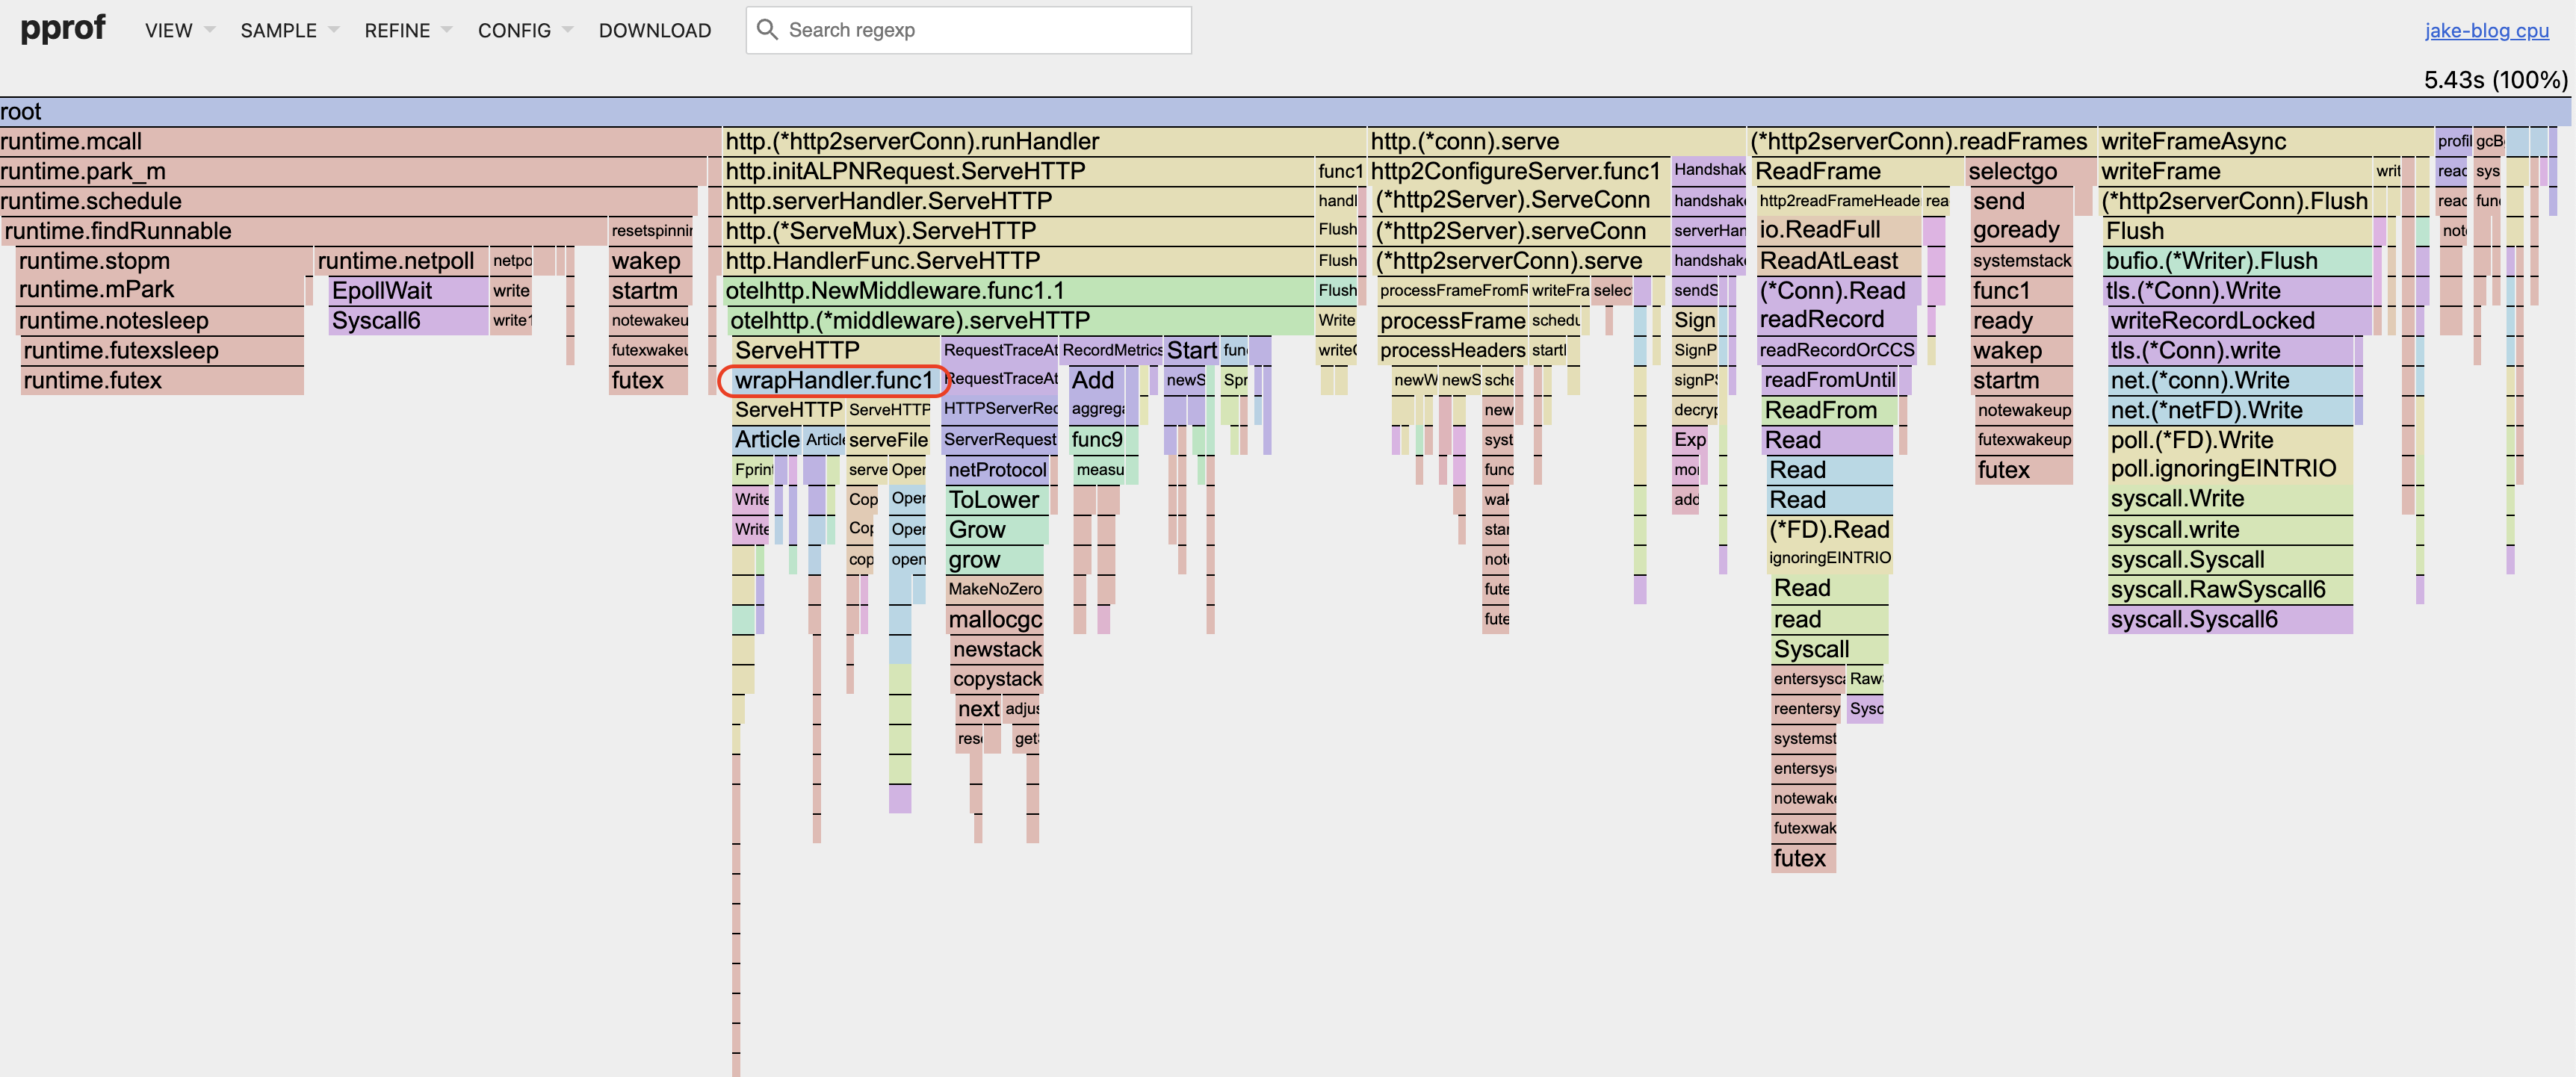 pprof VIEW SAMPLE REFINE CONFIG DOWNLOAD Search regexp jake-blog cpu
5.43s (100%)
root
runtime.mcall http.(*http2serverConn).runHandler http.(*conn).serve (*http2serverConn).readFrames writeFrameAsync profil gcB
runtime.park_m http.initALPNRequest.ServeHTTP func1 http2ConfigureServer.func1 Handshak ReadFrame selectgo writeFrame writ reac sys
runtime.schedule http.serverHandler.ServeHTTP handl (*http2Server).ServeConn handshake http2readFrameHeade rea send (*http2serverConn).Flush reac func
runtime.findRunnable resetspinnir http.(*ServeMux).ServeHTTP Flush (*http2Server).serveConn serverHan io.ReadFull goready Flush note
runtime.stopm runtime.netpoll netpo wakep http.HandlerFunc.ServeHTTP Flush (*http2serverConn).serve handshake ReadAtLeast systemstack bufio.(*Writer).Flush
runtime.mPark EpollWait write startm otelhttp.NewMiddleware.func1.1 Flush processFrameFromR writeFra selec sendS (*Conn).Read func1 tls.(*Conn).Write
runtime.notesleep Syscall6 write1 notewakeu otelhttp.(*middleware).serveHTTP Write processFrame schedu Sign readRecord ready writeRecordLocked
runtime.futexsleep futexwakeu ServeHTTP RequestTraceAt RecordMetrics Start fun writeC processHeaders startl SignP readRecordOrCCS wakep tls.(*Conn).write
runtime.futex futex wrapHandler.func1 RequestTraceAt Add newS Spr newW newS sche signPS readFromUntil startm net.(*conn).Write
ServeHTTP ServeHTTP HTTPServerRec aggrega new decryp ReadFrom notewakeup net.(*netFD).Write
Article Article serveFile ServerRequest func9 syst Exp Read futexwakeup poll.(*FD).Write
Fprint serve Oper netProtocol measu func mor Read futex poll.ignoringEINTRIO
Write Cop Oper ToLower wak add Read syscall.Write
Write Cop Oper Grow star (*FD).Read syscall.write
cop open grow note ignoringEINTRIO syscall.Syscall
MakeNoZero fute Read syscall.RawSyscall6
mallocgc fute read syscall.Syscall6
newstack Syscall
copystack entersysca Raw
next adjus reentersy Sysc
rese get systemst
entersys
notewake
futexwak
futex